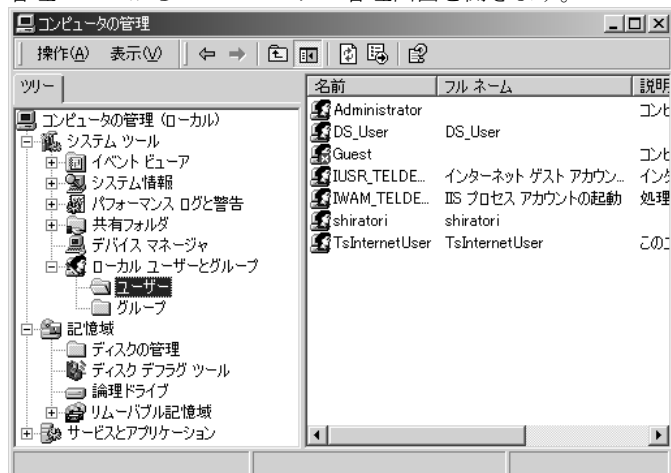 コンピュータの管理
操作(A) 表示(V)
ツリー
コンピュータの管理 (ローカル)
システム ツール
イベント ビューア
システム情報
パフォーマンス ログと警告
共有フォルダ
デバイス マネージャ
ローカル ユーザーとグループ
ユーザー
グループ
記憶域
ディスクの管理
ディスク デフラグ ツール
論理ドライブ
リムーバブル記憶域
サービスとアプリケーション
名前 フル ネーム 説明
Administrator コンピ
DS_User DS_User
Guest コンピ
IUSR_TELDE... インターネット ゲスト アカウン... イン
IWAM_TELDE... IIS プロセス アカウントの起動 処理
shiratori shiratori
TsInternetUser TsInternetUser この